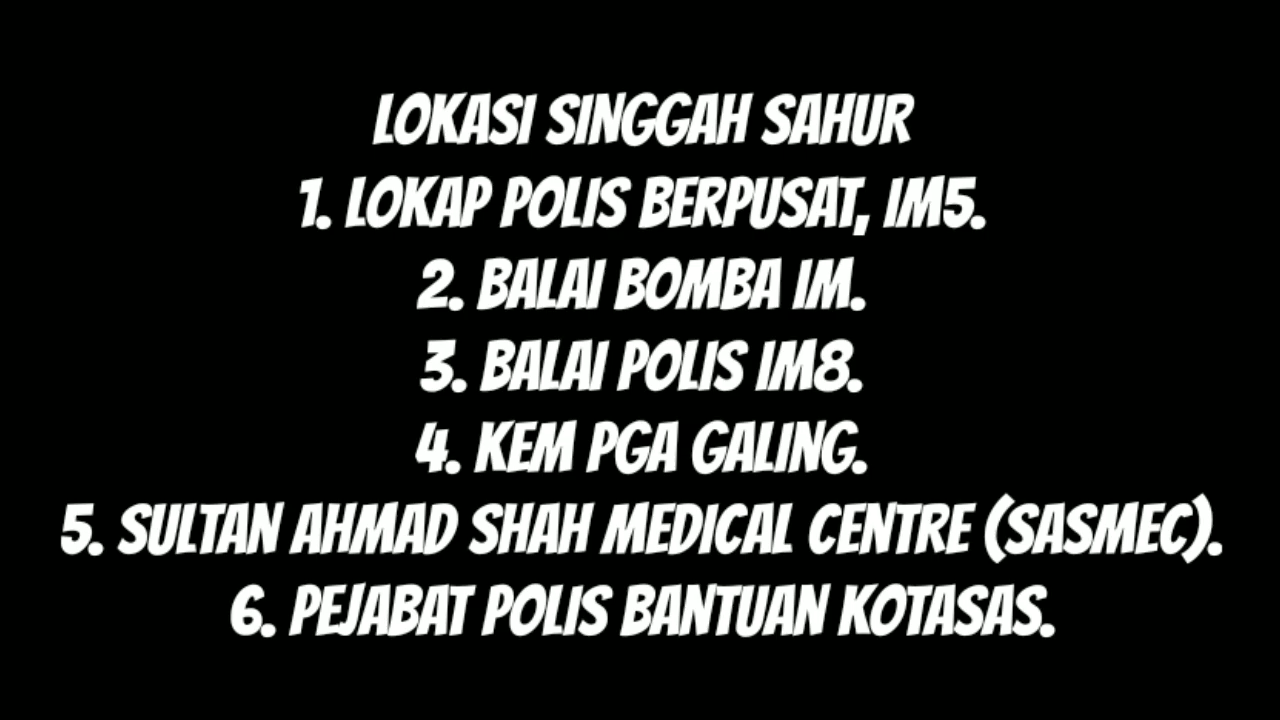 LOKASI SINGGAH SAHUR
1. LOKAP POLIS BERPUSAT, IM5.
2. BALAI BOMBA IM.
3. BALAI POLIS IM8.
4. KEM PGA GALING.
5. SULTAN AHMAD SHAH MEDICAL CENTRE (SASMEC).
6. PEJABAT POLIS BANTUAN KOTASAS.